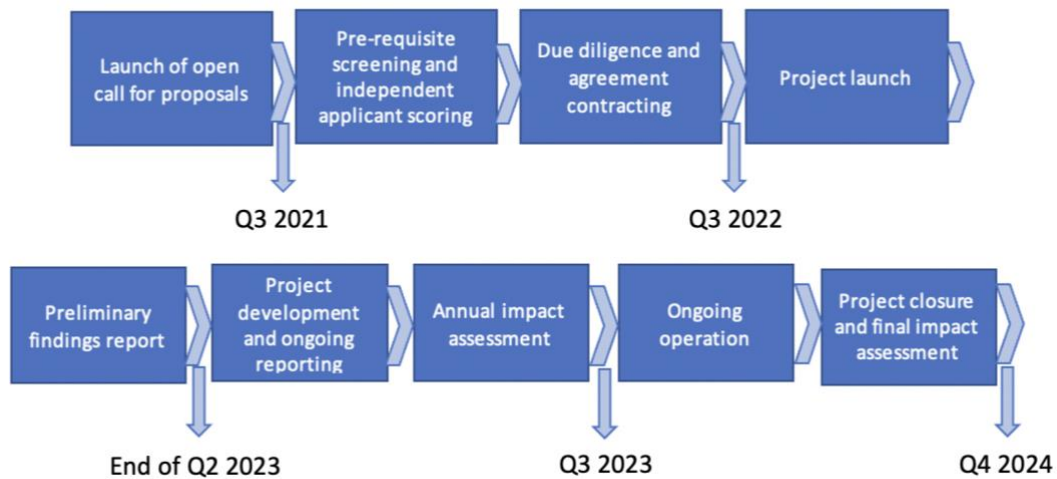 Launch of open
call for proposals
Pre-requisite
screening and
independent
applicant scoring
Due diligence and
agreement
contracting
Project launch
Q3 2021
Q3 2022
Preliminary
findings report
Project
development
and ongoing
reporting
Annual impact
assessment
Ongoing
operation
Project closure
and final impact
assessment
End of Q2 2023
Q3 2023
Q4 2024